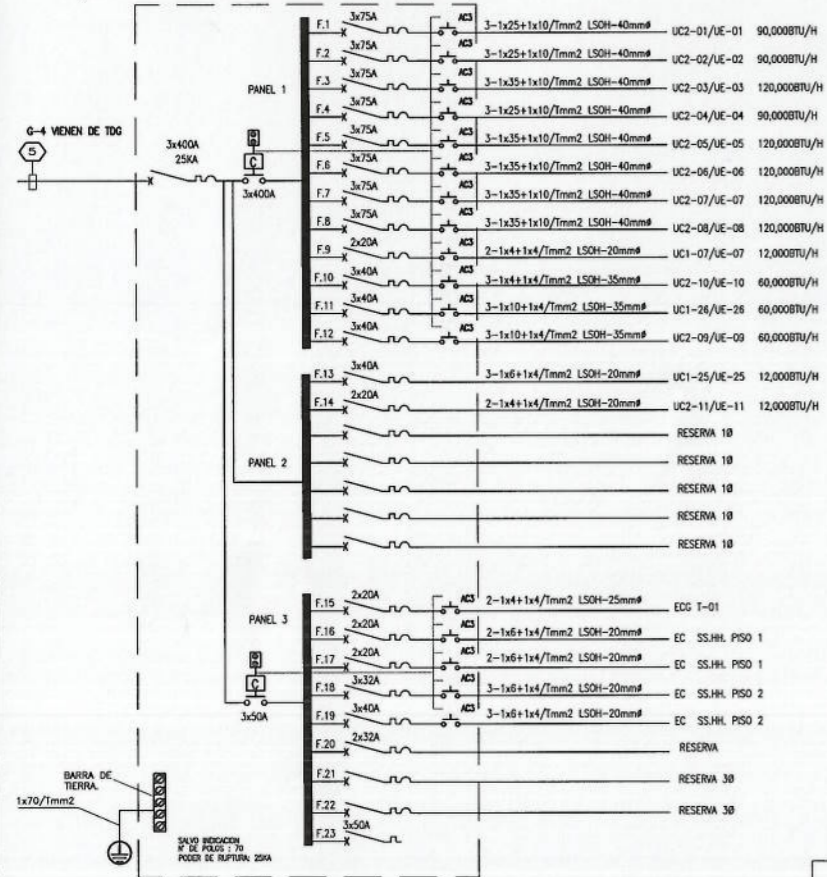 G-4 VIENEN DE TDG
5
3x400A
25KA
C
3x400A
PANEL 1
F.1 3x75A AC3 3-1x25+1x10/Tmm2 LSOH-40mmø UC2-01/UE-01 90,000BTU/H
F.2 3x75A AC3 3-1x25+1x10/Tmm2 LSOH-40mmø UC2-02/UE-02 90,000BTU/H
F.3 3x75A AC3 3-1x35+1x10/Tmm2 LSOH-40mmø UC2-03/UE-03 120,000BTU/H
F.4 3x75A AC3 3-1x25+1x10/Tmm2 LSOH-40mmø UC2-04/UE-04 90,000BTU/H
F.5 3x75A AC3 3-1x35+1x10/Tmm2 LSOH-40mmø UC2-05/UE-05 120,000BTU/H
F.6 3x75A AC3 3-1x35+1x10/Tmm2 LSOH-40mmø UC2-06/UE-06 120,000BTU/H
F.7 3x75A AC3 3-1x35+1x10/Tmm2 LSOH-40mmø UC2-07/UE-07 120,000BTU/H
F.8 3x75A AC3 3-1x35+1x10/Tmm2 LSOH-40mmø UC2-08/UE-08 120,000BTU/H
F.9 2x20A AC3 2-1x4+1x4/Tmm2 LSOH-20mmø UC1-07/UE-07 12,000BTU/H
F.10 3x40A AC3 3-1x4+1x4/Tmm2 LSOH-35mmø UC2-10/UE-10 60,000BTU/H
F.11 3x40A AC3 3-1x10+1x4/Tmm2 LSOH-35mmø UC1-26/UE-26 60,000BTU/H
F.12 3x40A AC3 3-1x10+1x4/Tmm2 LSOH-35mmø UC2-09/UE-09 60,000BTU/H
PANEL 2
F.13 3x40A 3-1x6+1x4/Tmm2 LSOH-20mmø UC1-25/UE-25 12,000BTU/H
F.14 2x20A 2-1x4+1x4/Tmm2 LSOH-20mmø UC2-11/UE-11 12,000BTU/H
RESERVA 1Ø
RESERVA 1Ø
RESERVA 1Ø
RESERVA 1Ø
RESERVA 1Ø
PANEL 3
C
3x50A
F.15 2x20A AC3 2-1x4+1x4/Tmm2 LSOH-25mmø ECG T-01
F.16 2x20A AC3 2-1x6+1x4/Tmm2 LSOH-20mmø EC SS.HH. PISO 1
F.17 2x20A AC3 2-1x6+1x4/Tmm2 LSOH-20mmø EC SS.HH. PISO 1
F.18 3x32A AC3 3-1x6+1x4/Tmm2 LSOH-20mmø EC SS.HH. PISO 2
F.19 3x40A AC3 3-1x6+1x4/Tmm2 LSOH-20mmø EC SS.HH. PISO 2
F.20 2x32A RESERVA
F.21 RESERVA 3Ø
F.22 RESERVA 3Ø
F.23 3x50A
BARRA DE
TIERRA.
1x70/Tmm2
SALVO INDICACION
N° DE POLOS : 70
PODER DE RUPTURA: 25KA